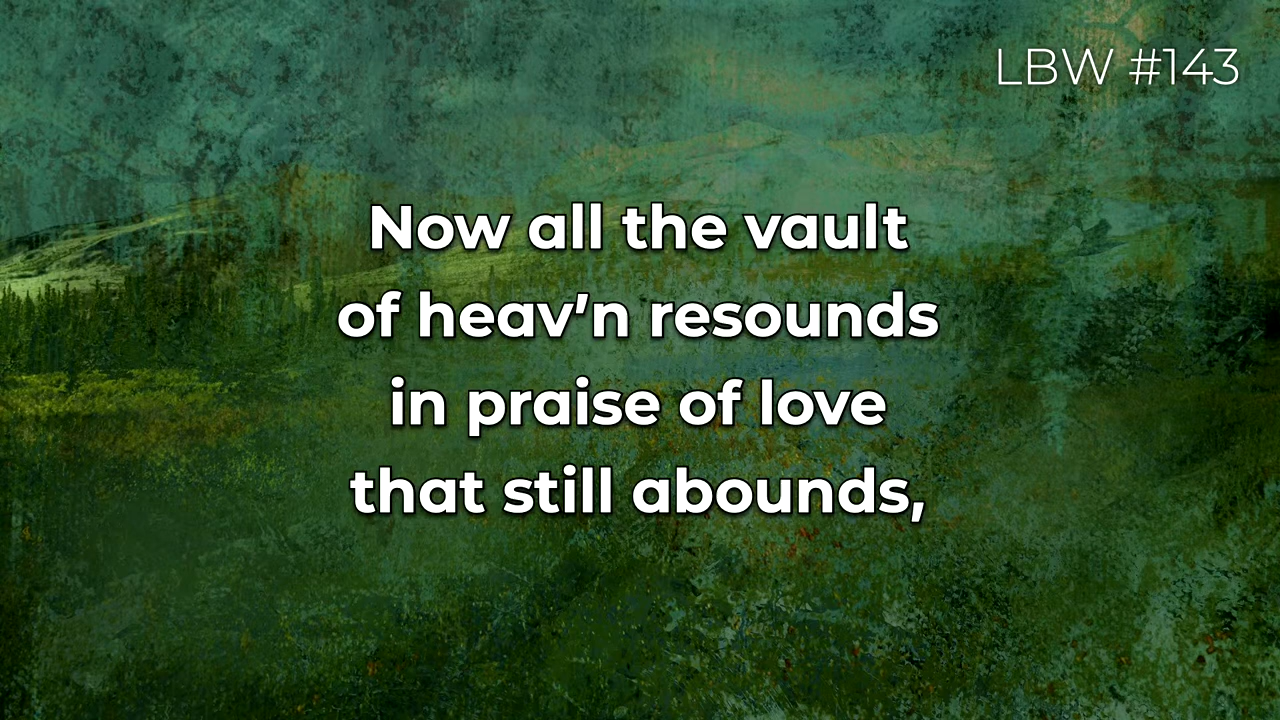 LBW #143
Now all the vault
of heav’n resounds
in praise of love
that still abounds,